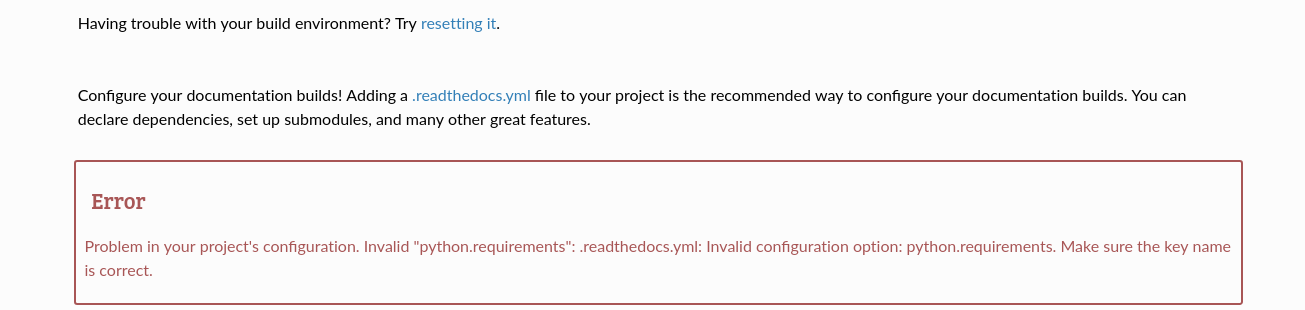 Having trouble with your build environment? Try resetting it.
Configure your documentation builds! Adding a .readthedocs.yml file to your project is the recommended way to configure your documentation builds. You can
declare dependencies, set up submodules, and many other great features.
Error
Problem in your project's configuration. Invalid "python.requirements": .readthedocs.yml: Invalid configuration option: python.requirements. Make sure the key name
is correct.